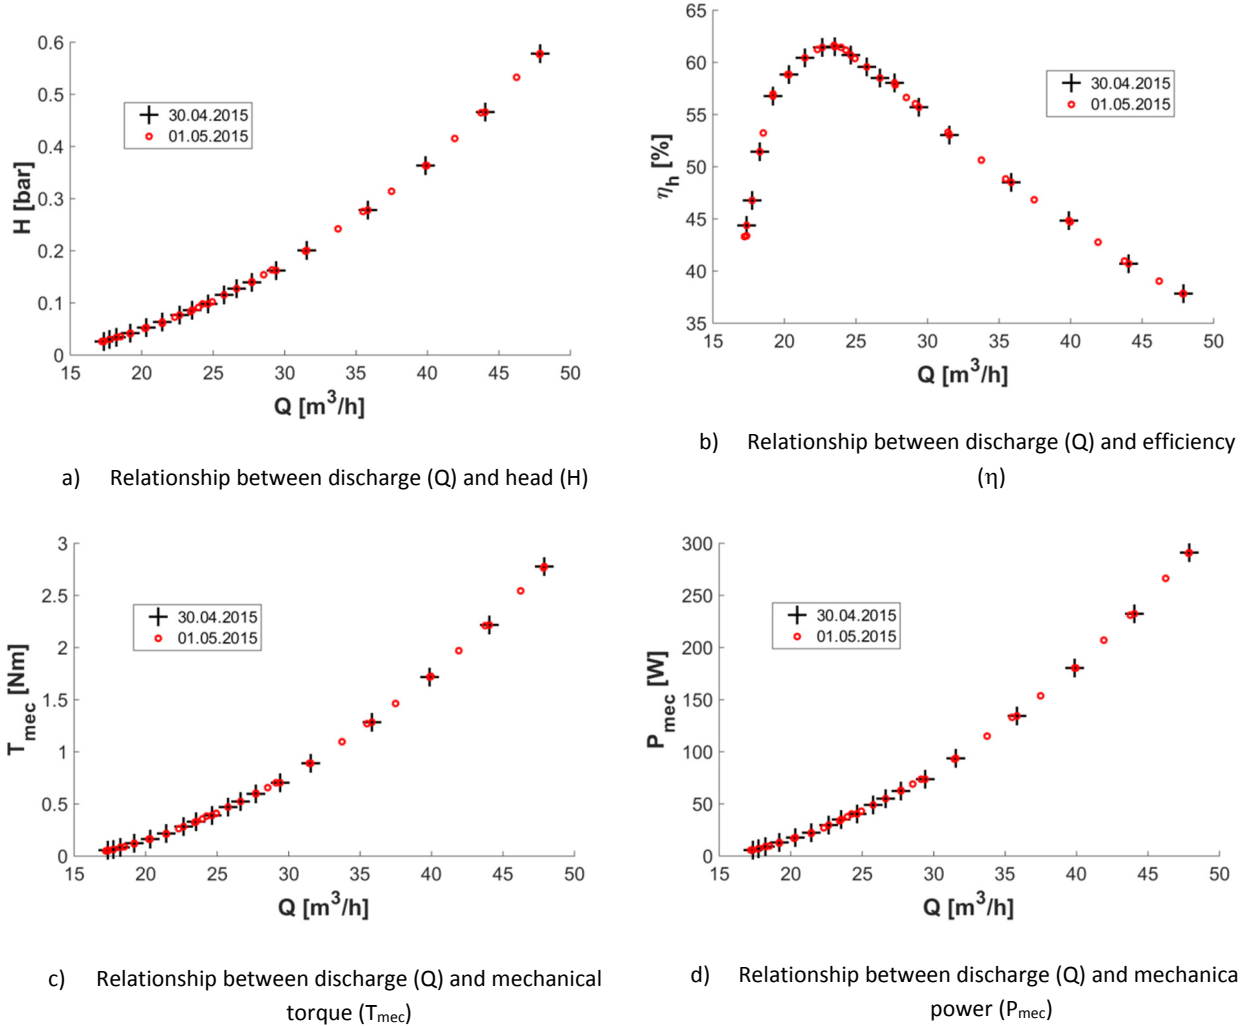 0.6
0.5
0.4
0.3
0.2
0.1
0
H [bar]
30.04.2015
01.05.2015
15 20 25 30 35 40 45 50
Q [m³/h]
a) Relationship between discharge (Q) and head (H)
65
60
55
50
45
40
35
η_h [%]
30.04.2015
01.05.2015
15 20 25 30 35 40 45 50
Q [m³/h]
b) Relationship between discharge (Q) and efficiency
(η)
3
2.5
2
1.5
1
0.5
0
T_mec [Nm]
30.04.2015
01.05.2015
15 20 25 30 35 40 45 50
Q [m³/h]
c) Relationship between discharge (Q) and mechanical
torque (T_mec)
300
250
200
150
100
50
0
P_mec [W]
30.04.2015
01.05.2015
15 20 25 30 35 40 45 50
Q [m³/h]
d) Relationship between discharge (Q) and mechanica
power (P_mec)